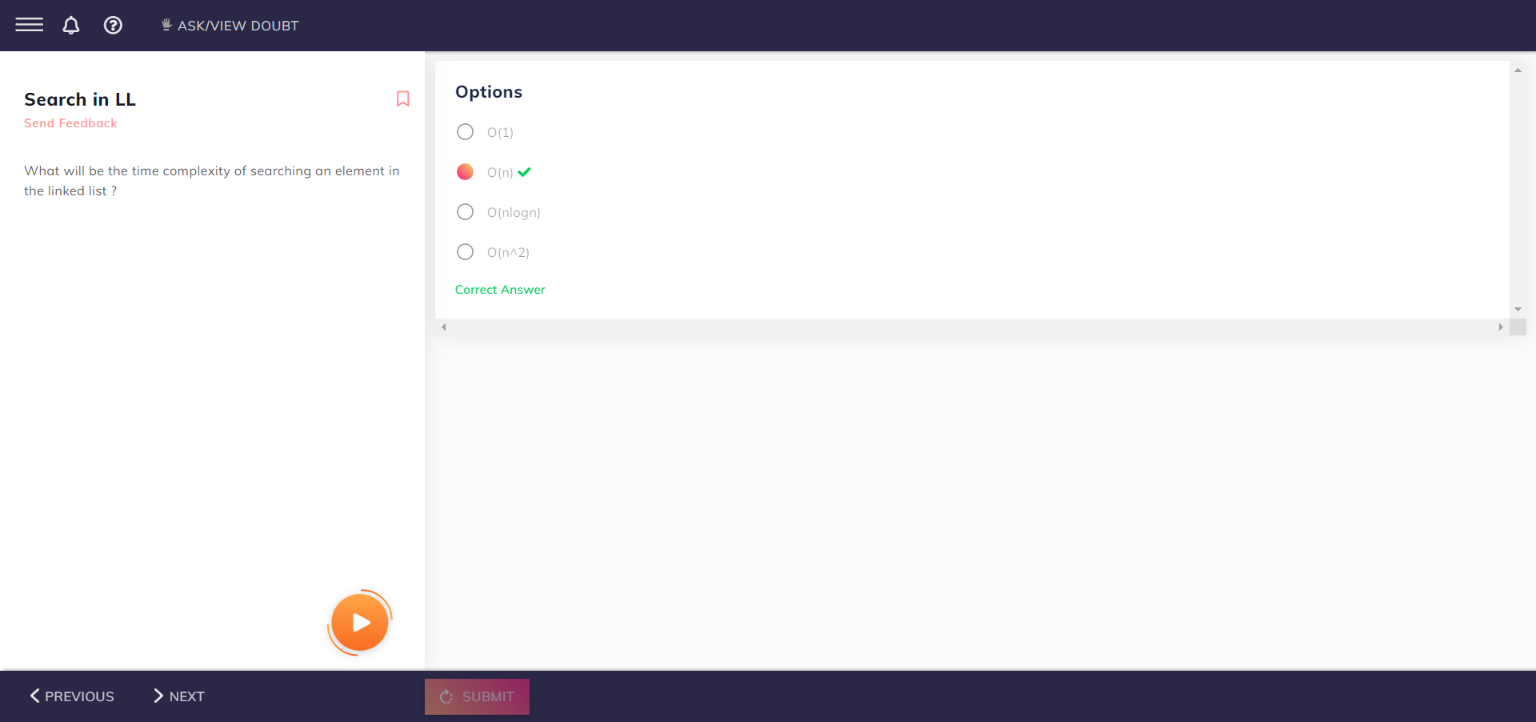 ASK/VIEW DOUBT
Search in LL
Send Feedback
What will be the time complexity of searching an element in
the linked list ?
Options
O(1)
O(n)
O(nlogn)
O(n^2)
Correct Answer
PREVIOUS
NEXT
SUBMIT